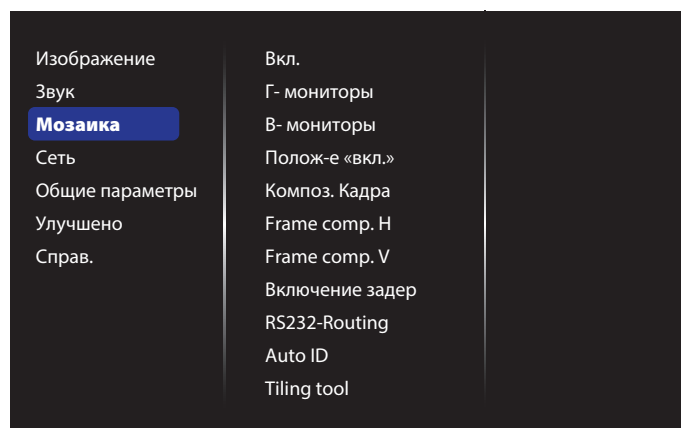 Изображение
Звук
Мозаика
Сеть
Общие параметры
Улучшено
Справ.
Вкл.
Г- мониторы
В- мониторы
Полож-е «вкл.»
Композ. Кадра
Frame comp. H
Frame comp. V
Включение задер
RS232-Routing
Auto ID
Tiling tool